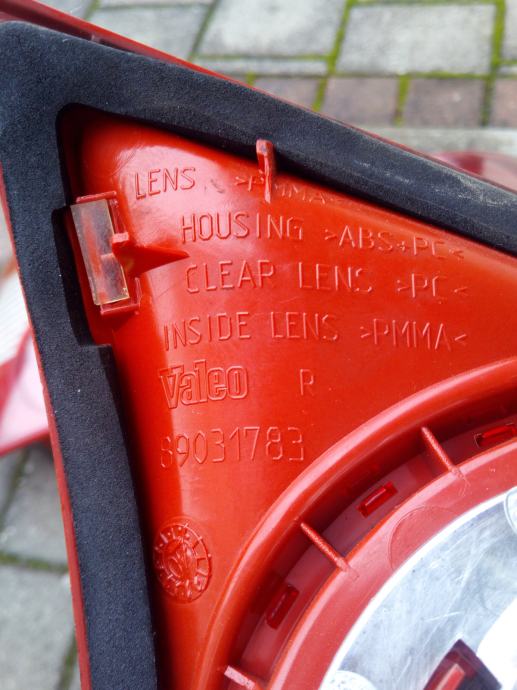 LENS >PMMA<
HOUSING >ABS+PC<
CLEAR LENS >PC<
INSIDE LENS >PMMA<
Valeo R
89031783